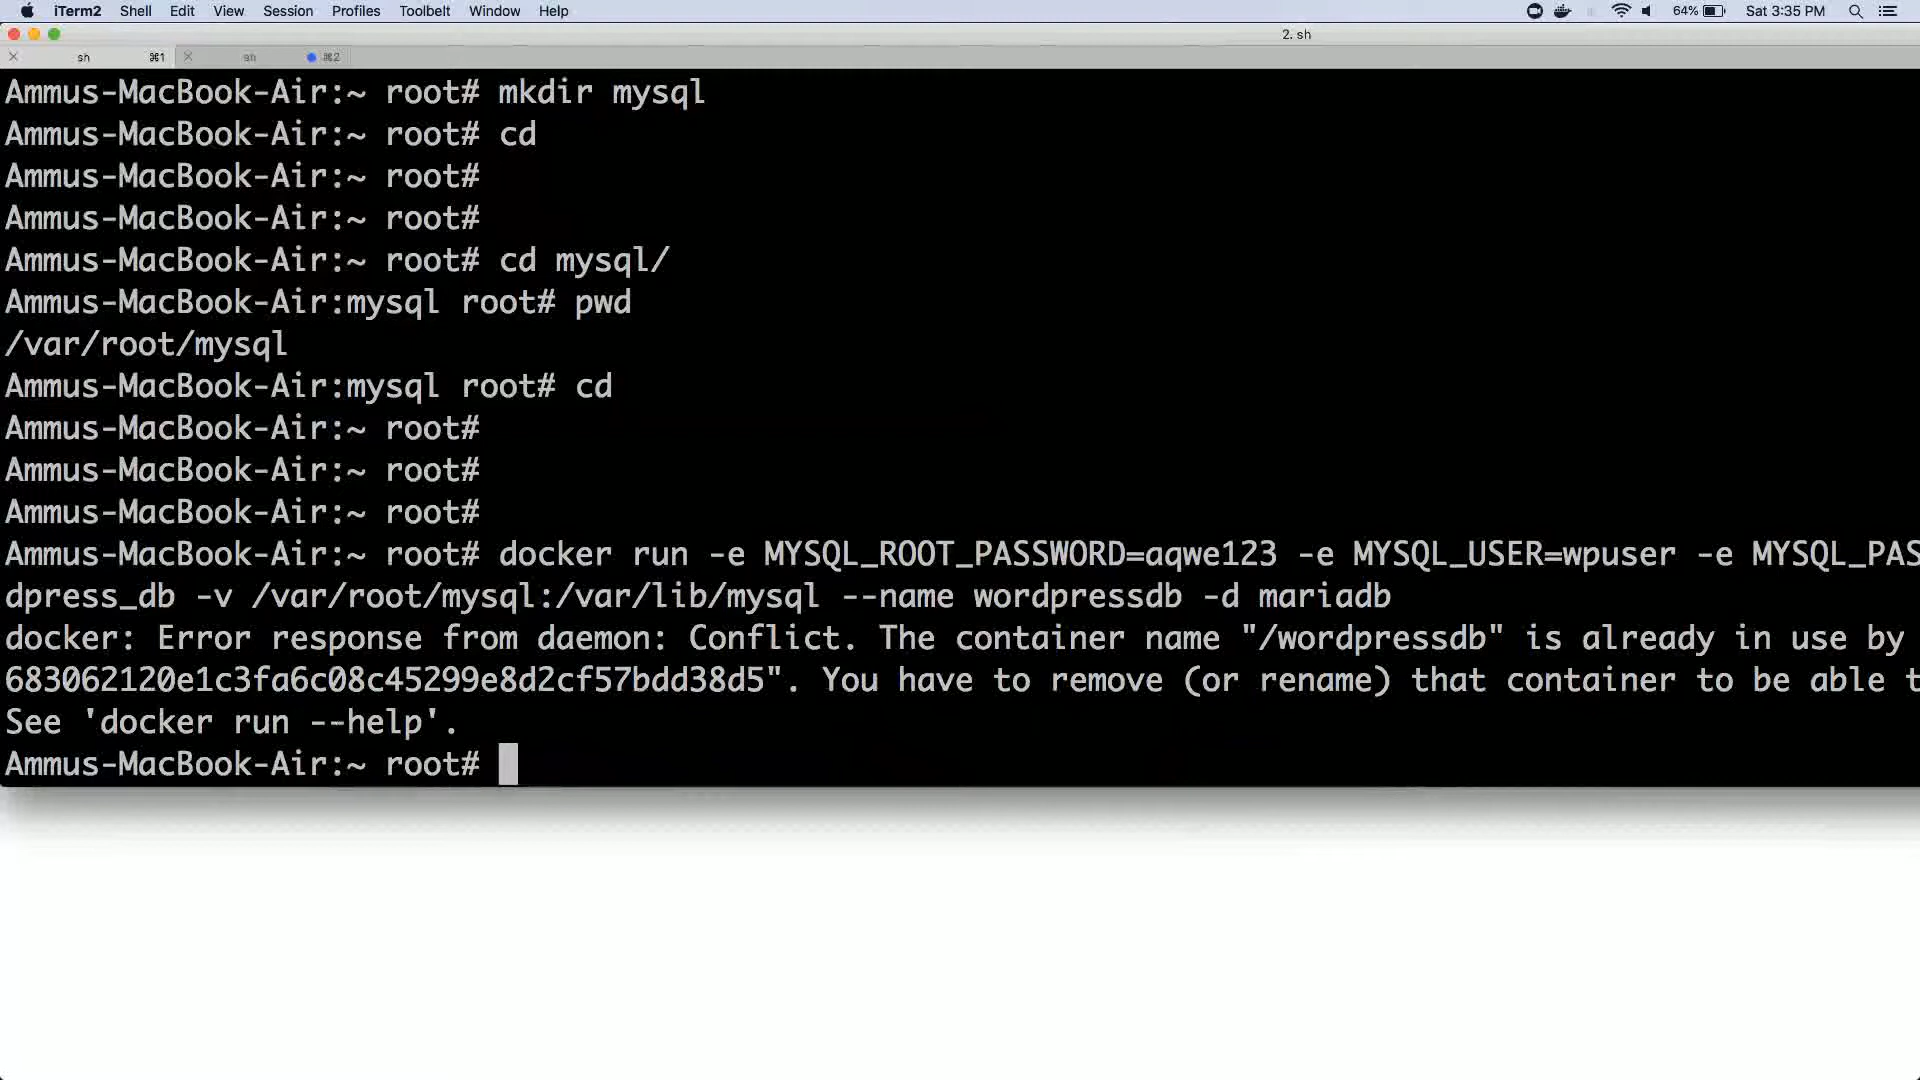 iTerm2 Shell Edit View Session Profiles Toolbelt Window Help 64% Sat 3:35 PM
2. sh
sh ⌘1 sh ⌘2
Ammus-MacBook-Air:~ root# mkdir mysql
Ammus-MacBook-Air:~ root# cd
Ammus-MacBook-Air:~ root#
Ammus-MacBook-Air:~ root#
Ammus-MacBook-Air:~ root# cd mysql/
Ammus-MacBook-Air:mysql root# pwd
/var/root/mysql
Ammus-MacBook-Air:mysql root# cd
Ammus-MacBook-Air:~ root#
Ammus-MacBook-Air:~ root#
Ammus-MacBook-Air:~ root#
Ammus-MacBook-Air:~ root# docker run -e MYSQL_ROOT_PASSWORD=aqwe123 -e MYSQL_USER=wpuser -e MYSQL_PAS
dpress_db -v /var/root/mysql:/var/lib/mysql --name wordpressdb -d mariadb
docker: Error response from daemon: Conflict. The container name "/wordpressdb" is already in use by
683062120e1c3fa6c08c45299e8d2cf57bdd38d5". You have to remove (or rename) that container to be able t
See 'docker run --help'.
Ammus-MacBook-Air:~ root#